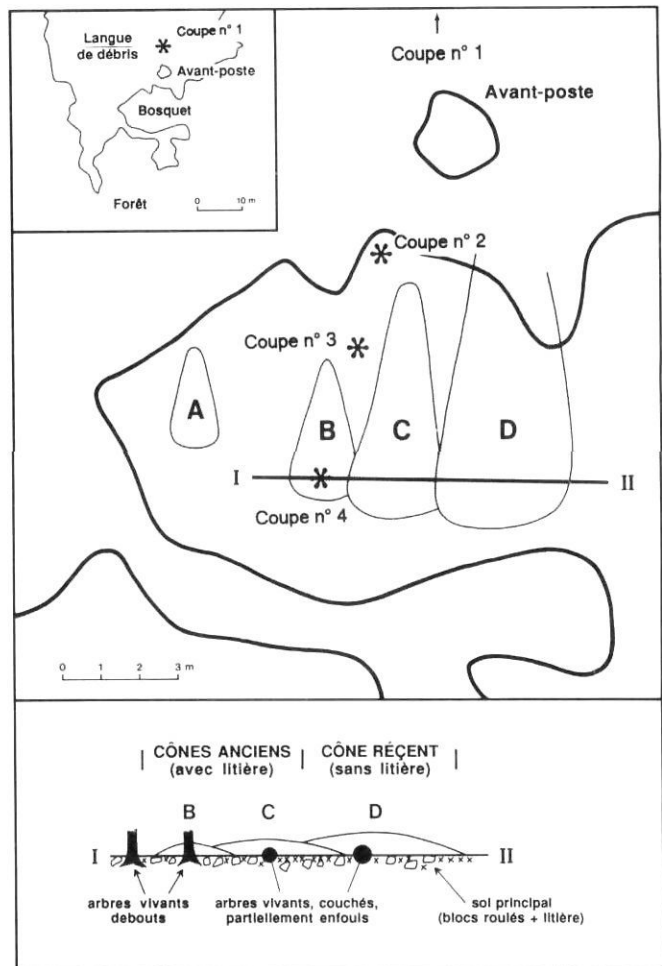 Langue
de débris
Coupe n° 1
Avant-poste
Bosquet
Forêt
0 10 m
Coupe n° 1
Avant-poste
Coupe n° 2
Coupe n° 3
A
B
C
D
I
II
Coupe n° 4
0 1 2 3 m
CÔNES ANCIENS
(avec litière)
CÔNE RÉÇENT
(sans litière)
B
C
D
I
II
arbres vivants
debouts
arbres vivants, couchés,
partiellement enfouis
sol principal
(blocs roulés + litière)